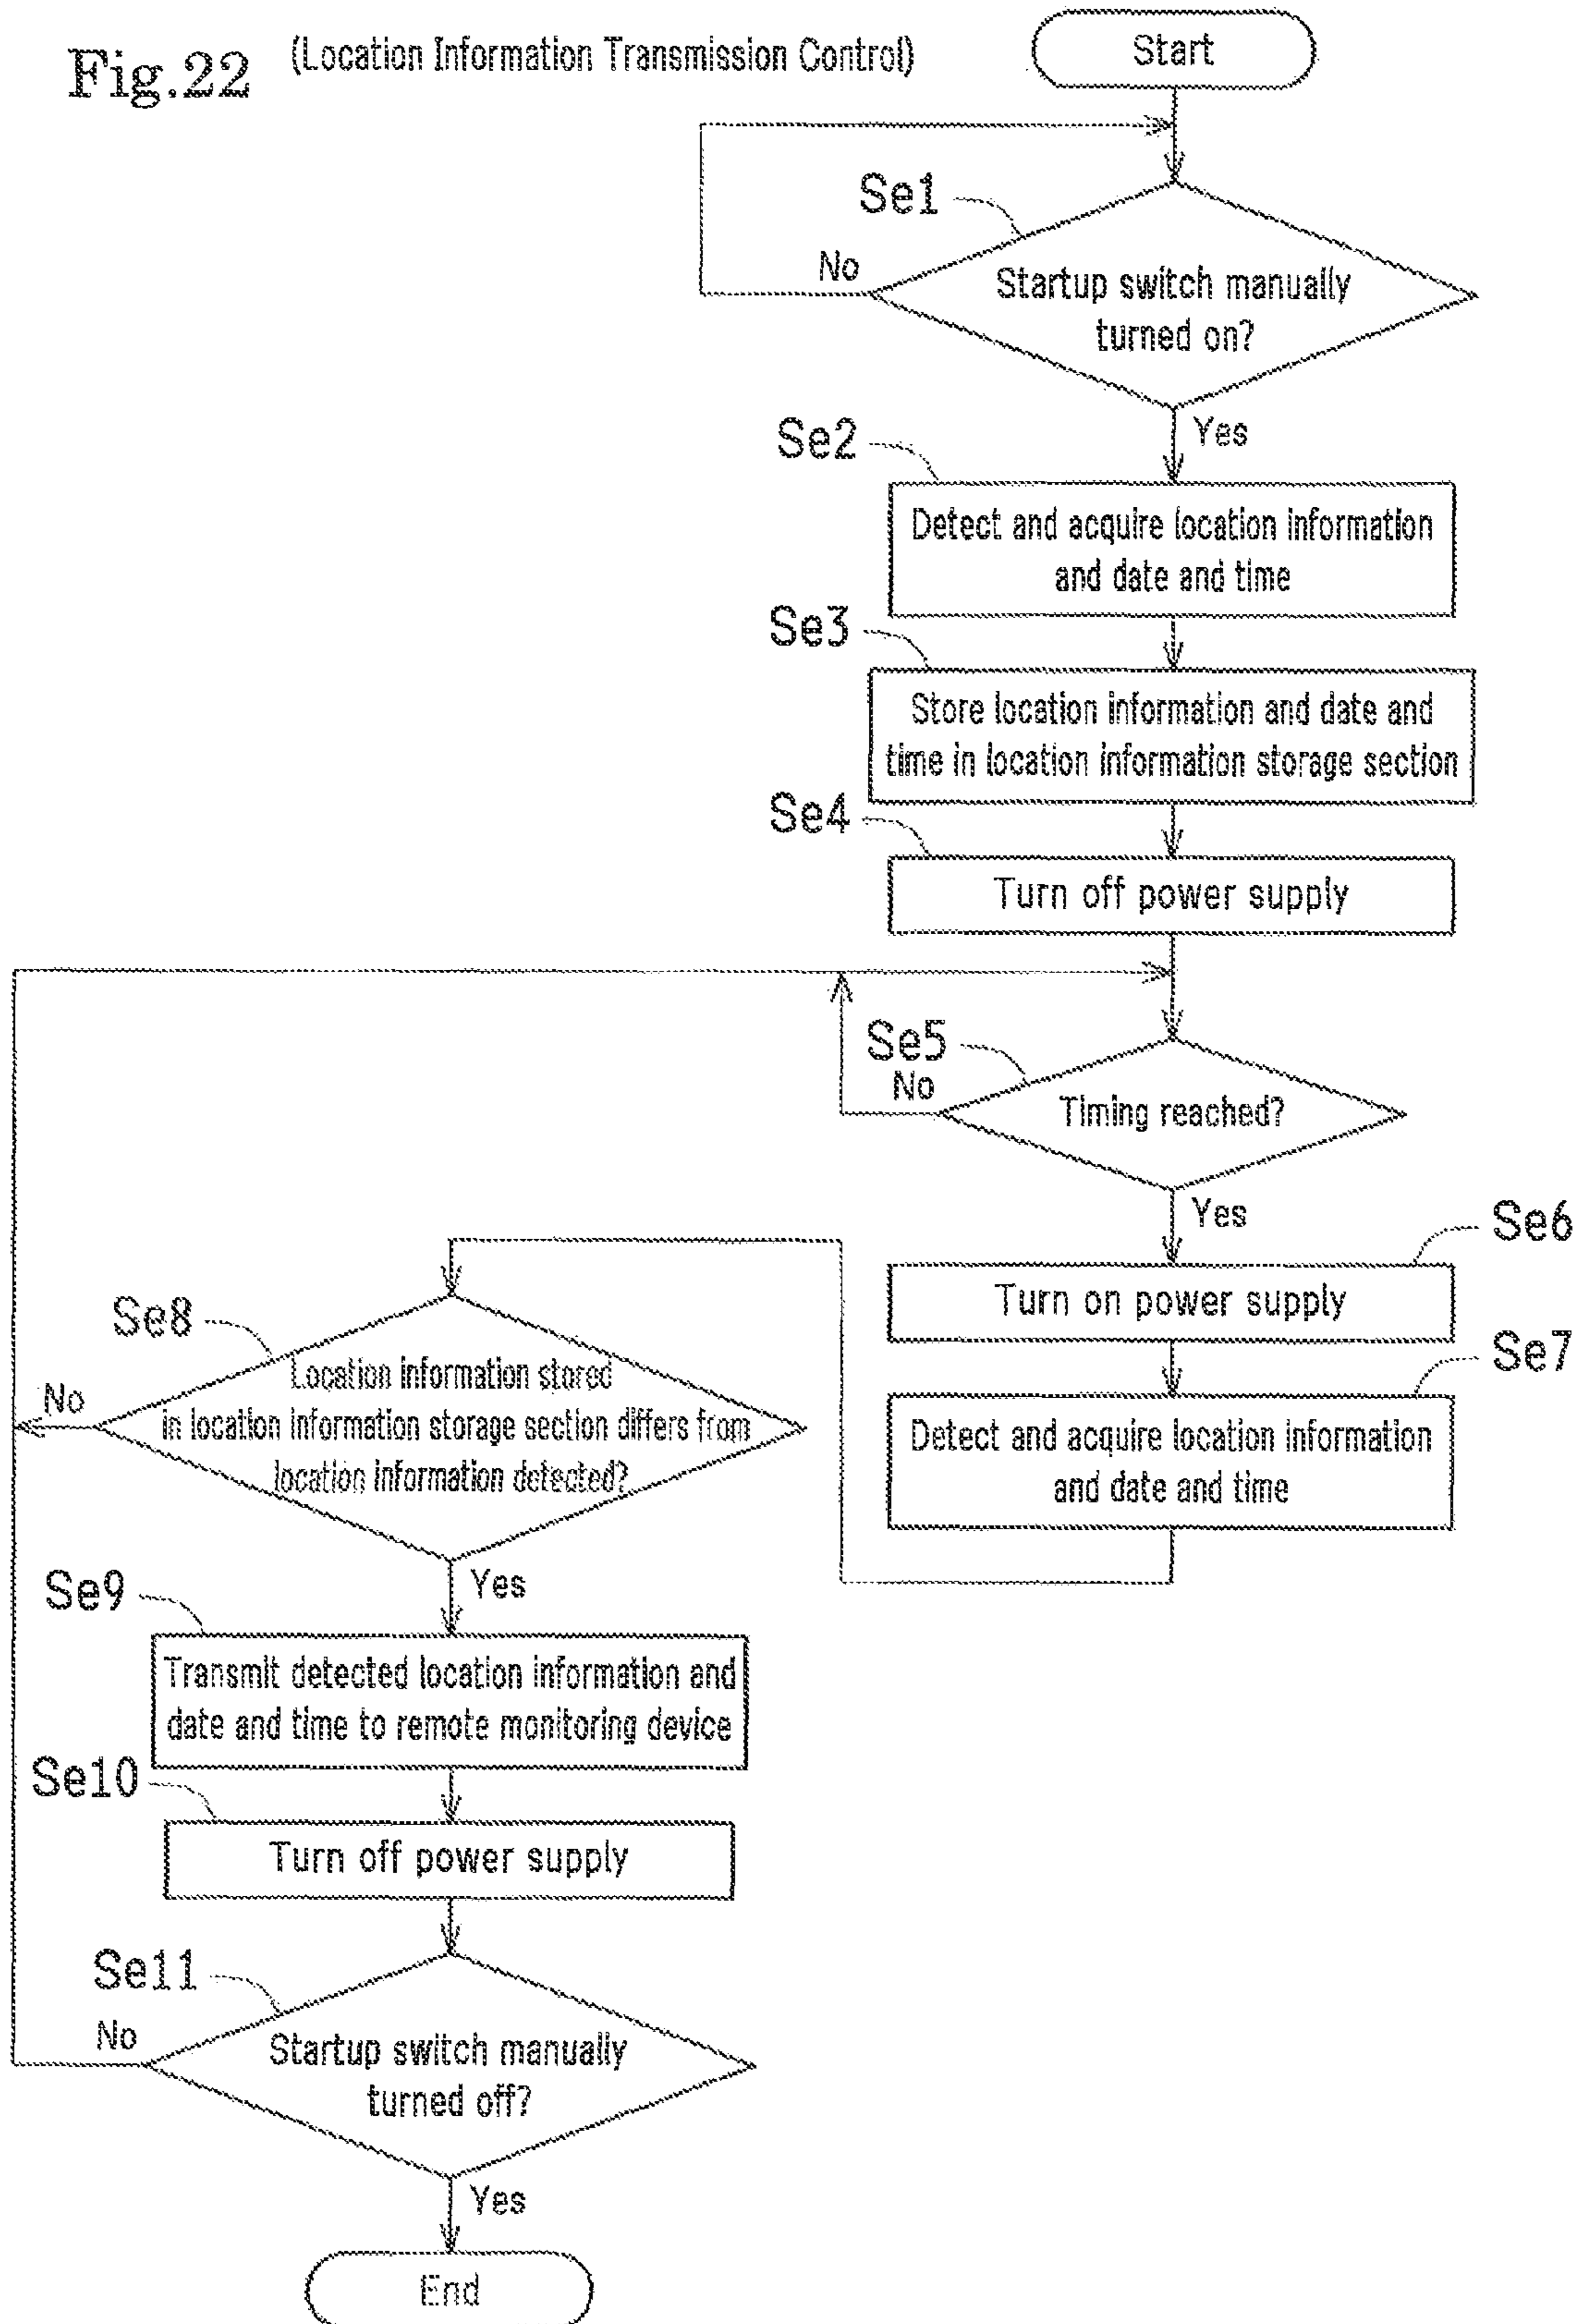 Fig.22
(Location Information Transmission Control)
Start
Se1
No
Startup switch manually
turned on?
Yes
Se2
Detect and acquire location information
and date and time
Se3
Store location information and date and
time in location information storage section
Se4
Turn off power supply
Se5
No
Timing reached?
Yes
Se6
Turn on power supply
Se7
Detect and acquire location information
and date and time
Se8
No
Location information stored
in location information storage section differs from
location information detected?
Yes
Se9
Transmit detected location information and
date and time to remote monitoring device
Se10
Turn off power supply
Se11
No
Startup switch manually
turned off?
Yes
End